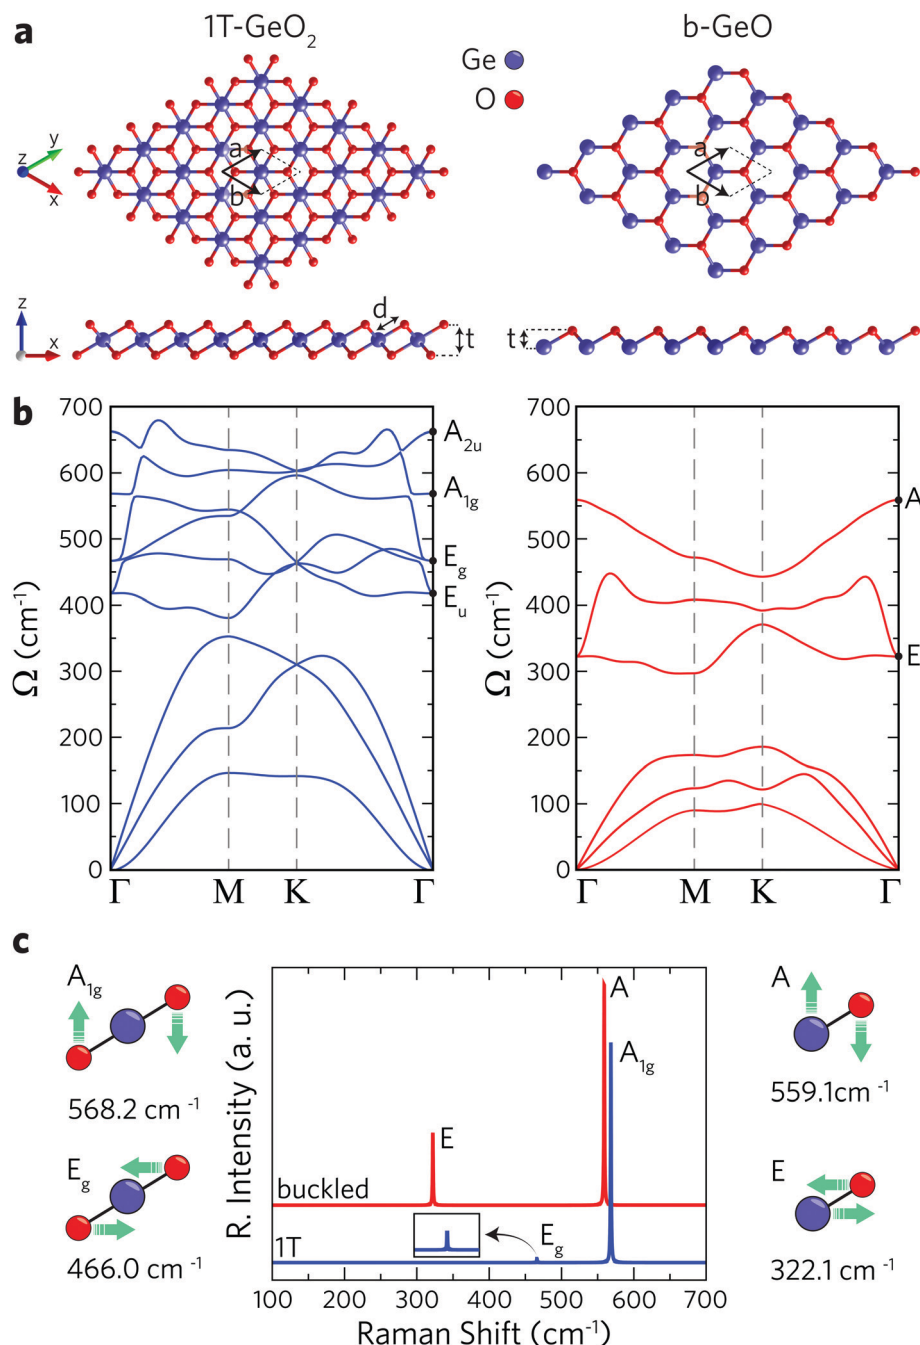 a
1T-GeO₂
b-GeO
Ge
O
z
y
x
a
b
a
b
z
x
d
t
t
b
700
600
500
400
300
200
100
0
Ω (cm⁻¹)
Γ
M
K
Γ
A₂ᵤ
A₁g
Eg
Eᵤ
700
600
500
400
300
200
100
0
Ω (cm⁻¹)
Γ
M
K
Γ
A
E
c
A₁g
568.2 cm ⁻¹
Eg
466.0 cm ⁻¹
R. Intensity (a. u.)
A
A₁g
E
buckled
Eg
1T
100 200 300 400 500 600 700
Raman Shift (cm⁻¹)
A
559.1cm ⁻¹
E
322.1 cm ⁻¹